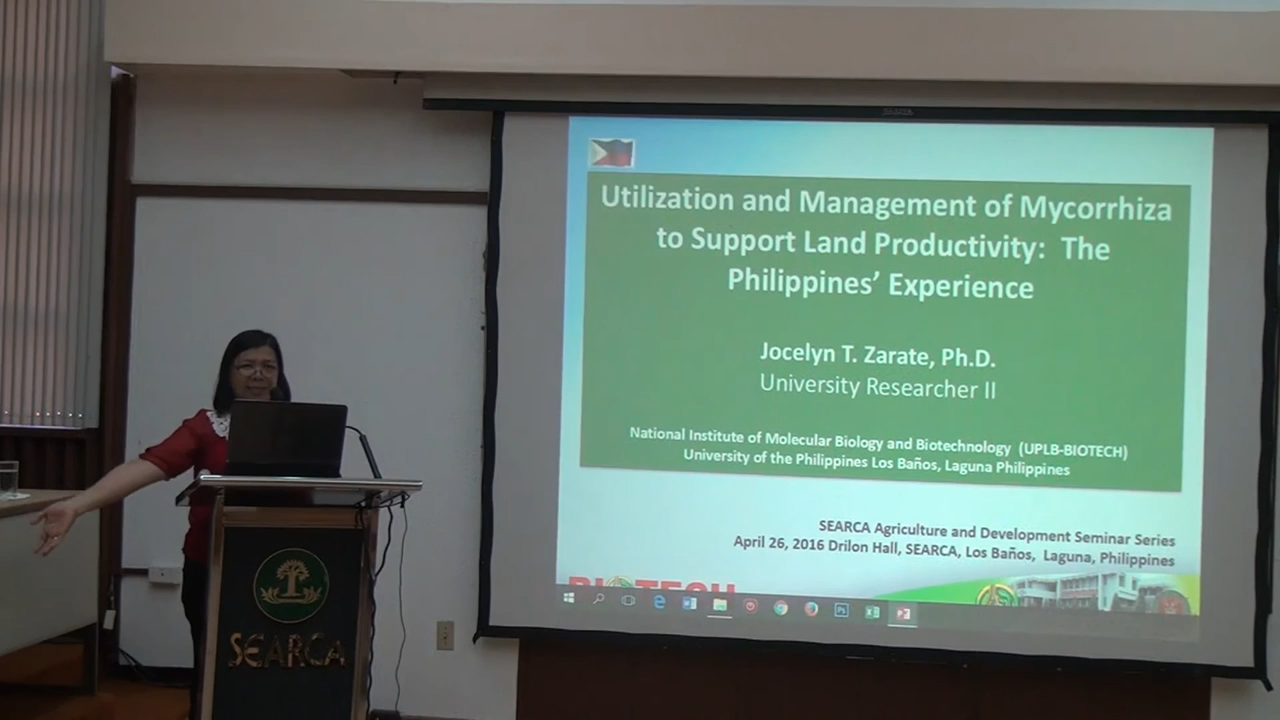 Utilization and Management of Mycorrhiza
to Support Land Productivity: The
Philippines' Experience
Jocelyn T. Zarate, Ph.D.
University Researcher II
National Institute of Molecular Biology and Biotechnology (UPLB-BIOTECH)
University of the Philippines Los Baños, Laguna Philippines
SEARCA Agriculture and Development Seminar Series
April 26, 2016 Drilon Hall, SEARCA, Los Baños, Laguna, Philippines
BIOTECH
SEARCA